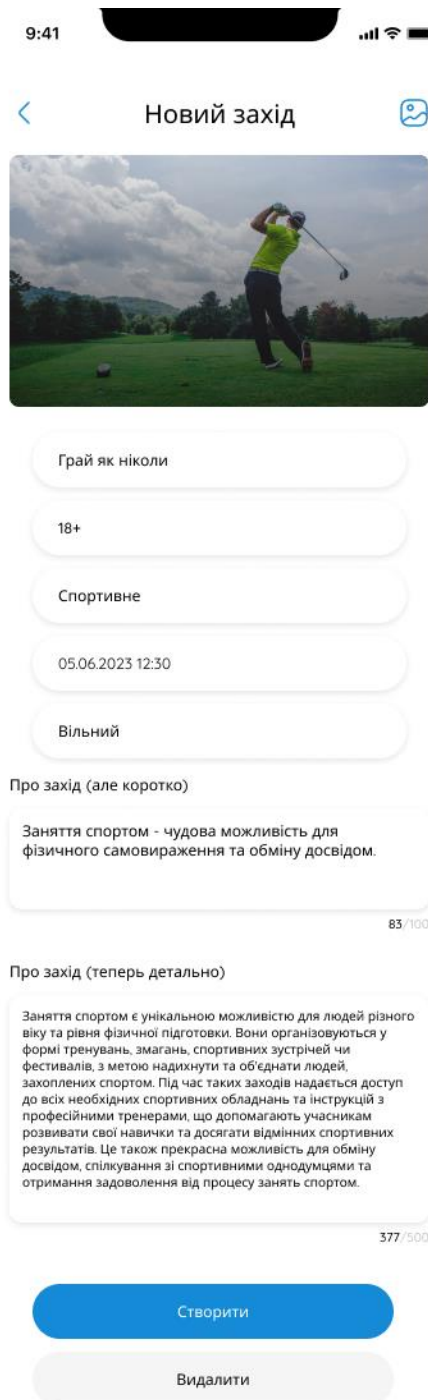 9:41
Новий захід
Грай як ніколи
18+
Спортивне
05.06.2023 12:30
Вільний
Про захід (але коротко)
Заняття спортом - чудова можливість для
фізичного самовираження та обміну досвідом.
83/100
Про захід (теперь детально)
Заняття спортом є унікальною можливістю для людей різного
віку та рівня фізичної підготовки. Вони організовуються у
формі тренувань, змагань, спортивних зустрічей чи
фестивалів, з метою надихнути та об'єднати людей,
захоплених спортом. Під час таких заходів надається доступ
до всіх необхідних спортивних обладнань та інструкцій з
професійними тренерами, що допомагають учасникам
розвивати свої навички та досягати відмінних спортивних
результатів. Це також прекрасна можливість для обміну
досвідом, спілкування зі спортивними однодумцями та
отримання задоволення від процесу занять спортом.
377/500
Створити
Видалити